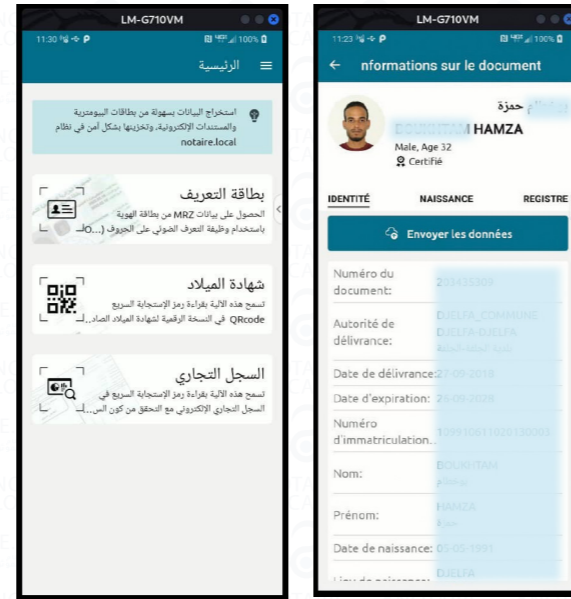 LM-G710VM
11:30
100%
الرئيسية
استخراج البيانات بسهولة من بطاقات البيومترية
والمستندات الإلكترونية، وتخزينها بشكل آمن في نظام
notaire.local
بطاقة التعريف
الحصول على بيانات MRZ من بطاقة الهوية
باستخدام وظيفة التعرف الضوئي على الحروف (O...
شهادة الميلاد
تسمح هذه الآلية بقراءة رمز الإستجابة السريع
QRcode في النسخة الرقمية لشهادة الميلاد الصاد...
السجل التجاري
تسمح هذه الآلية بقراءة رمز الإستجابة السريع في
السجل التجاري الإلكتروني مع التحقق من كون الس...
LM-G710VM
11:23
100%
nformations sur le document
حمزة
HAMZA
Male, Age 32
Certifié
IDENTITÉ NAISSANCE REGISTRE
Envoyer les données
Numéro du
document:
Autorité de
délivrance:
Date de délivrance:
Date d'expiration:
Numéro
d'immatriculation..
Nom:
Prénom:
Date de naissance: